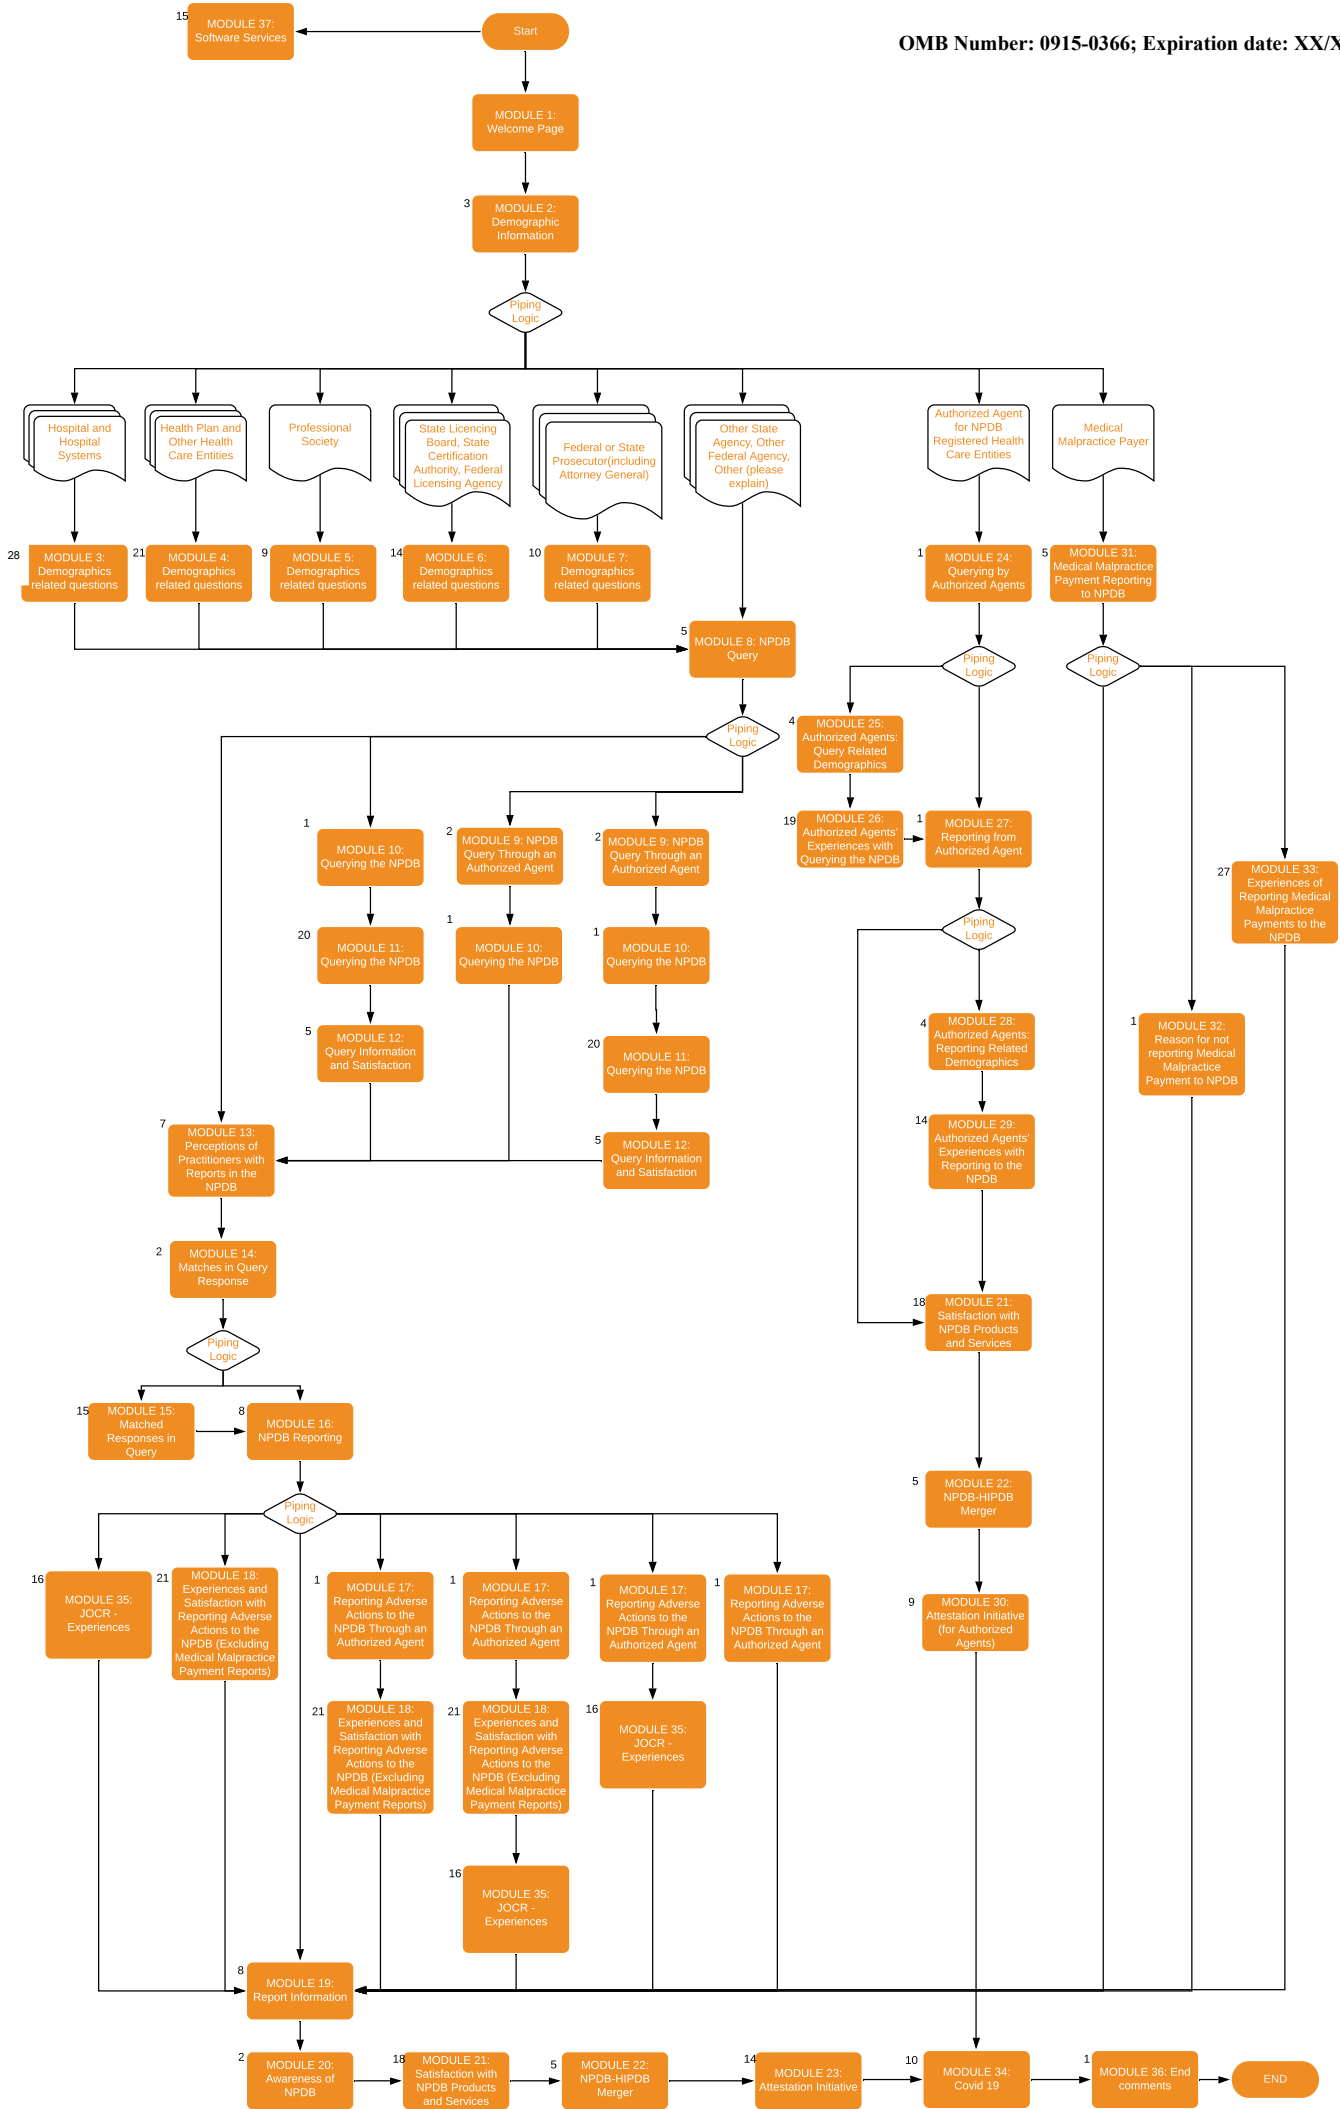 15
MODULE 37:
Software Services
Start
OMB Number: 0915-0366; Expiration date: XX/X
MODULE 1:
Welcome Page
3
MODULE 2:
Demographic
Information
Piping
Logic
Hospital and
Hospital
Systems
Health Plan and
Other Health
Care Entities
Professional
Society
State Licencing
Board, State
Certification
Authority, Federal
Licensing Agency
Federal or State
Prosecutor(including
Attorney General)
Other State
Agency, Other
Federal Agency,
Other (please
explain)
Authorized Agent
for NPDB
Registered Health
Care Entities
Medical
Malpractice Payer
28
MODULE 3:
Demographics
related questions
21
MODULE 4:
Demographics
related questions
9
MODULE 5:
Demographics
related questions
14
MODULE 6:
Demographics
related questions
10
MODULE 7:
Demographics
related questions
1
MODULE 24:
Querying by
Authorized Agents
5
MODULE 31:
Medical Malpractice
Payment Reporting
to NPDB
5
MODULE 8: NPDB
Query
Piping
Logic
Piping
Logic
Piping
Logic
4
MODULE 25:
Authorized Agents:
Query Related
Demographics
1
MODULE 10:
Querying the NPDB
2
MODULE 9: NPDB
Query Through an
Authorized Agent
2
MODULE 9: NPDB
Query Through an
Authorized Agent
19
MODULE 26:
Authorized Agents'
Experiences with
Querying the NPDB
1
MODULE 27:
Reporting from
Authorized Agent
27
MODULE 33:
Experiences of
Reporting Medical
Malpractice
Payments to the
NPDB
20
MODULE 11:
Querying the NPDB
1
MODULE 10:
Querying the NPDB
1
MODULE 10:
Querying the NPDB
Piping
Logic
5
MODULE 12:
Query Information
and Satisfaction
20
MODULE 11:
Querying the NPDB
4
MODULE 28:
Authorized Agents:
Reporting Related
Demographics
1
MODULE 32:
Reason for not
reporting Medical
Malpractice
Payment to NPDB
7
MODULE 13:
Perceptions of
Practitioners with
Reports in the
NPDB
5
MODULE 12:
Query Information
and Satisfaction
14
MODULE 29:
Authorized Agents'
Experiences with
Reporting to the
NPDB
2
MODULE 14:
Matches in Query
Response
18
MODULE 21:
Satisfaction with
NPDB Products
and Services
Piping
Logic
15
MODULE 15:
Matched
Responses in
Query
8
MODULE 16:
NPDB Reporting
5
MODULE 22:
NPDB-HIPDB
Merger
Piping
Logic
16
MODULE 35:
JOCR -
Experiences
21
MODULE 18:
Experiences and
Satisfaction with
Reporting Adverse
Actions to the
NPDB (Excluding
Medical Malpractice
Payment Reports)
1
MODULE 17:
Reporting Adverse
Actions to the
NPDB Through an
Authorized Agent
1
MODULE 17:
Reporting Adverse
Actions to the
NPDB Through an
Authorized Agent
1
MODULE 17:
Reporting Adverse
Actions to the
NPDB Through an
Authorized Agent
1
MODULE 17:
Reporting Adverse
Actions to the
NPDB Through an
Authorized Agent
9
MODULE 30:
Attestation Initiative
(for Authorized
Agents)
21
MODULE 18:
Experiences and
Satisfaction with
Reporting Adverse
Actions to the
NPDB (Excluding
Medical Malpractice
Payment Reports)
21
MODULE 18:
Experiences and
Satisfaction with
Reporting Adverse
Actions to the
NPDB (Excluding
Medical Malpractice
Payment Reports)
16
MODULE 35:
JOCR -
Experiences
16
MODULE 35:
JOCR -
Experiences
8
MODULE 19:
Report Information
2
MODULE 20:
Awareness of
NPDB
18
MODULE 21:
Satisfaction with
NPDB Products
and Services
5
MODULE 22:
NPDB-HIPDB
Merger
14
MODULE 23:
Attestation Initiative
10
MODULE 34:
Covid 19
1
MODULE 36: End
comments
END